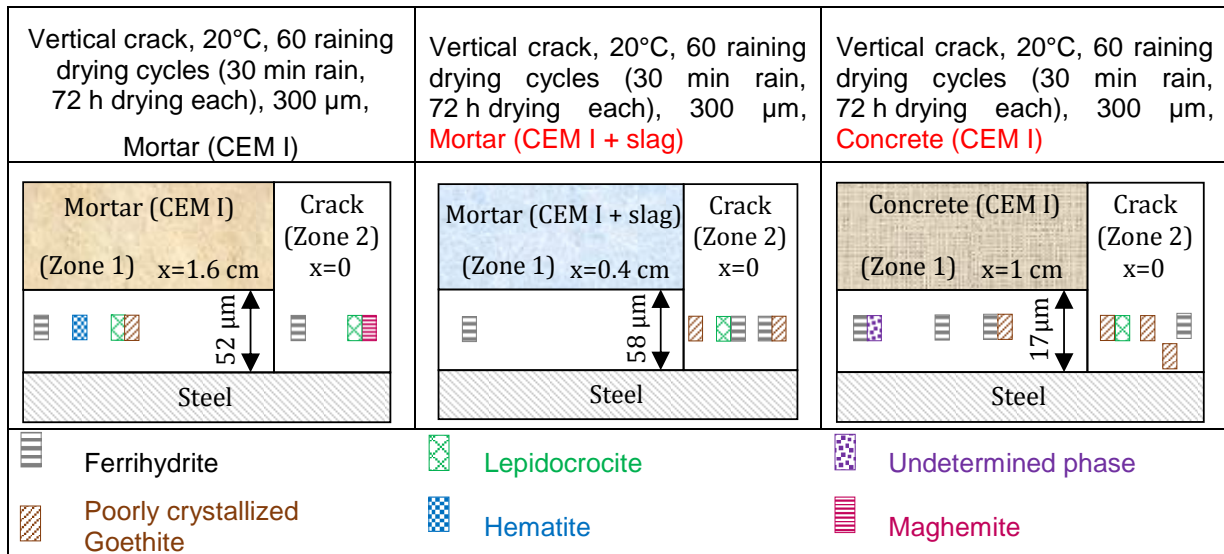 Vertical crack, 20°C, 60 raining
drying cycles (30 min rain,
72 h drying each), 300 µm,
Mortar (CEM I)
Vertical crack, 20°C, 60 raining
drying cycles (30 min rain,
72 h drying each), 300 µm,
Mortar (CEM I + slag)
Vertical crack, 20°C, 60 raining
drying cycles (30 min rain,
72 h drying each), 300 µm,
Concrete (CEM I)
Mortar (CEM I)
(Zone 1) x=1.6 cm
Crack
(Zone 2)
x=0
52 µm
Steel
Mortar (CEM I + slag)
(Zone 1) x=0.4 cm
Crack
(Zone 2)
x=0
58 µm
Steel
Concrete (CEM I)
(Zone 1) x=1 cm
Crack
(Zone 2)
x=0
17µm
Steel
Ferrihydrite
Lepidocrocite
Undetermined phase
Poorly crystallized
Goethite
Hematite
Maghemite